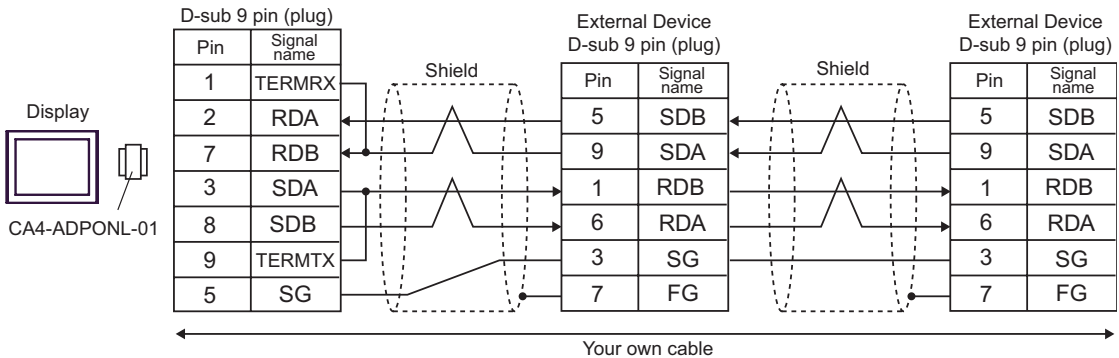 Display
CA4-ADPONL-01
D-sub 9 pin (plug)
Pin Signal name
1 TERMRX
2 RDA
7 RDB
3 SDA
8 SDB
9 TERMTX
5 SG
Shield
External Device
D-sub 9 pin (plug)
Pin Signal name
5 SDB
9 SDA
1 RDB
6 RDA
3 SG
7 FG
Shield
External Device
D-sub 9 pin (plug)
Pin Signal name
5 SDB
9 SDA
1 RDB
6 RDA
3 SG
7 FG
Your own cable